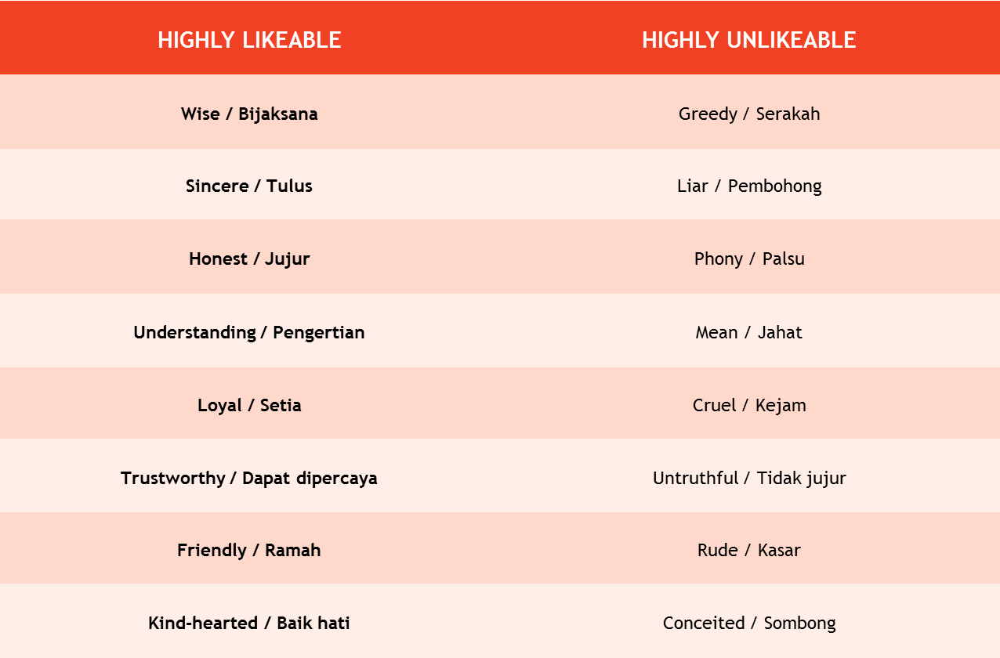 HIGHLY LIKEABLE HIGHLY UNLIKEABLE
Wise / Bijaksana Greedy / Serakah
Sincere / Tulus Liar / Pembohong
Honest / Jujur Phony / Palsu
Understanding / Pengertian Mean / Jahat
Loyal / Setia Cruel / Kejam
Trustworthy / Dapat dipercaya Untruthful / Tidak jujur
Friendly / Ramah Rude / Kasar
Kind-hearted / Baik hati Conceited / Sombong